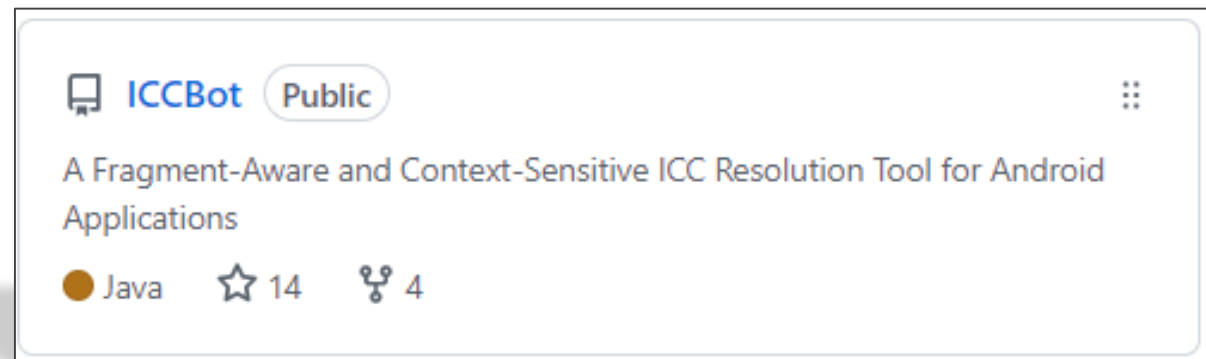 ICCBot Public
A Fragment-Aware and Context-Sensitive ICC Resolution Tool for Android
Applications
Java 14 4